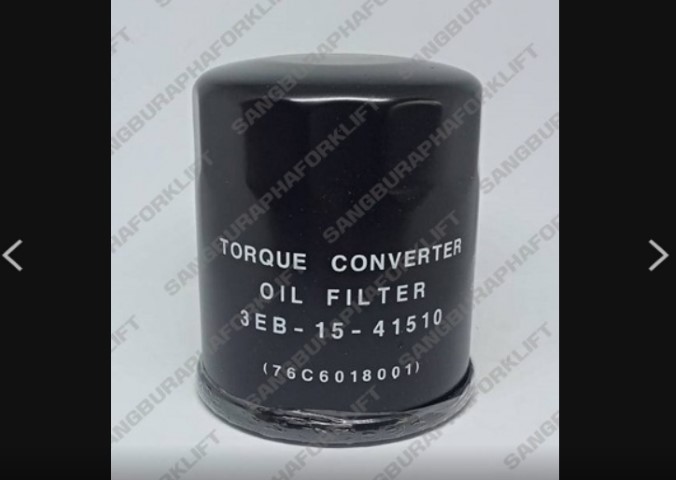 TORQUE CONVERTER
OIL FILTER
3EB-15-41510
(76C6018001)
SANGBURAPHAFORKLIFT